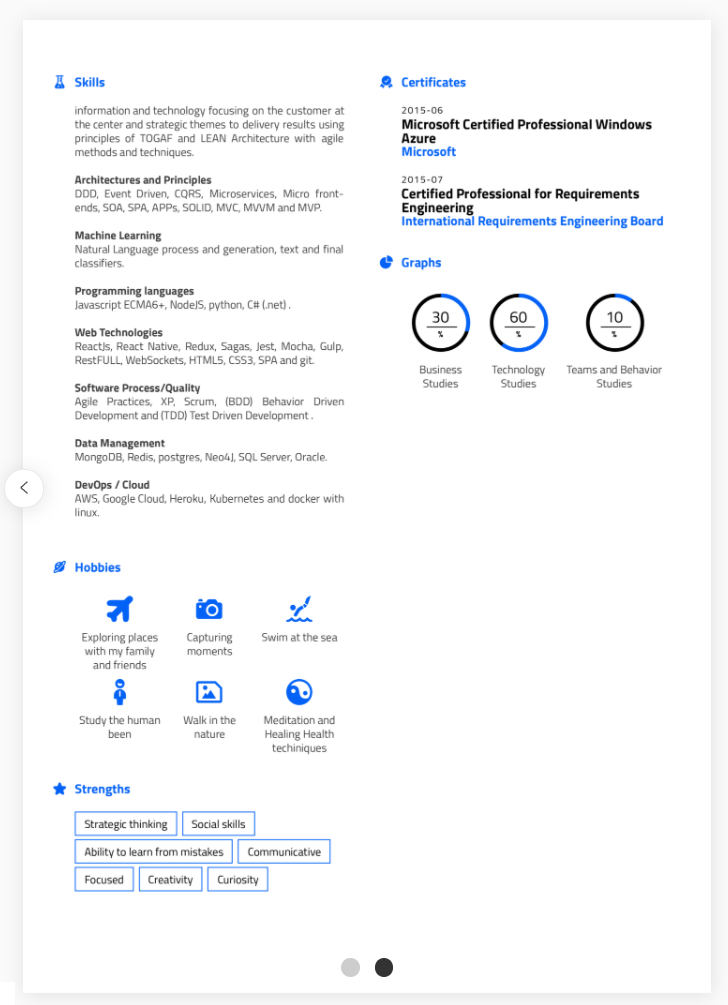 Skills
information and technology focusing on the customer at
the center and strategic themes to delivery results using
principles of TOGAF and LEAN Architecture with agile
methods and techniques.
Architectures and Principles
DDD, Event Driven, CQRS, Microservices, Micro front-
ends, SOA, SPA, APPs, SOLID, MVC, MVVM and MVP.
Machine Learning
Natural Language process and generation, text and final
classifiers.
Programming languages
Javascript ECMA6+, NodeJS, python, C# (.net) .
Web Technologies
ReactJs, React Native, Redux, Sagas, Jest, Mocha, Gulp,
RestFULL, WebSockets, HTML5, CSS3, SPA and git.
Software Process/Quality
Agile Practices, XP, Scrum, (BDD) Behavior Driven
Development and (TDD) Test Driven Development .
Data Management
MongoDB, Redis, postgres, Neo4J, SQL Server, Oracle.
DevOps / Cloud
AWS, Google Cloud, Heroku, Kubernetes and docker with
linux.
Hobbies
Exploring places
with my family
and friends
Capturing
moments
Swim at the sea
Study the human
been
Walk in the
nature
Meditation and
Healing Health
techiniques
Strengths
Strategic thinking
Social skills
Ability to learn from mistakes
Communicative
Focused
Creativity
Curiosity
Certificates
2015-06
Microsoft Certified Professional Windows
Azure
Microsoft
2015-07
Certified Professional for Requirements
Engineering
International Requirements Engineering Board
Graphs
30
%
Business
Studies
60
%
Technology
Studies
10
%
Teams and Behavior
Studies